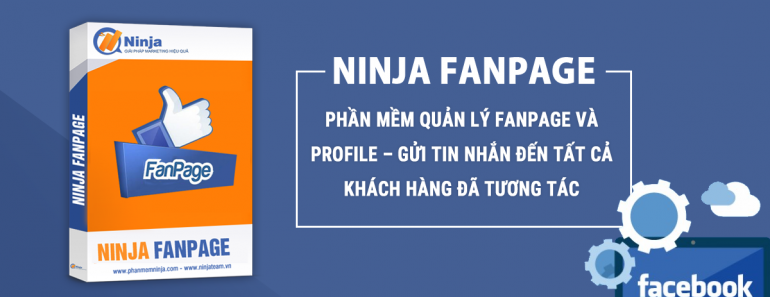 Ninja
GIẢI PHÁP MARKETING HIỆU QUẢ
NINJA FANPAGE
FanPage
NINJA FANPAGE
www.phanmemninja.com - www.ninjateam.vn
NINJA FANPAGE
PHẦN MỀM QUẢN LÝ FANPAGE VÀ
PROFILE – GỬI TIN NHẮN ĐẾN TẤT CẢ
KHÁCH HÀNG ĐÃ TƯƠNG TÁC
facebook